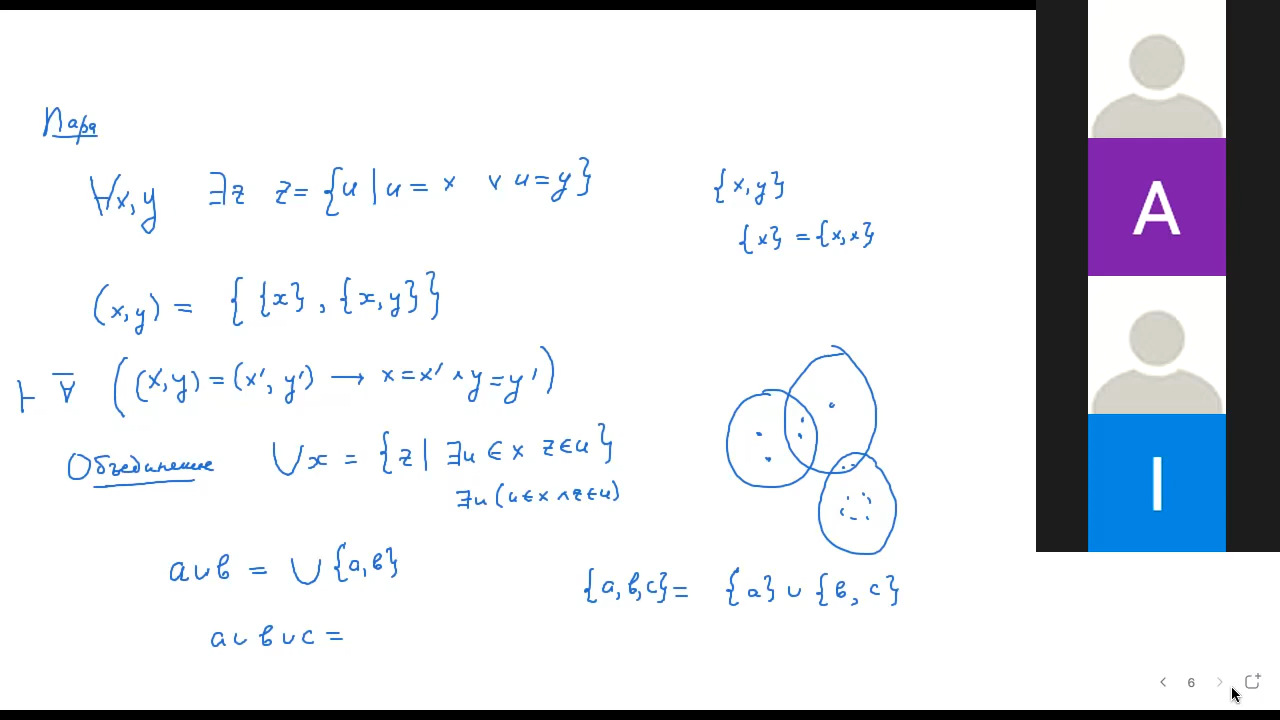 Пара
∀x,y ∃z z = {u | u = x ∨ u = y}
{x,y}
{x} = {x,x}
(x,y) = { {x} , {x,y} }
⊢ ∀̅ ((x,y) = (x′, y′) → x = x′ ∧ y = y′)
Объединение ⋃x = {z | ∃u ∈ x z ∈ u}
∃u (u ∈ x ∧ z ∈ u)
a ∪ b = ⋃ {a,b}
{a,b,c} = {a} ∪ {b,c}
a ∪ b ∪ c =
A
I
6